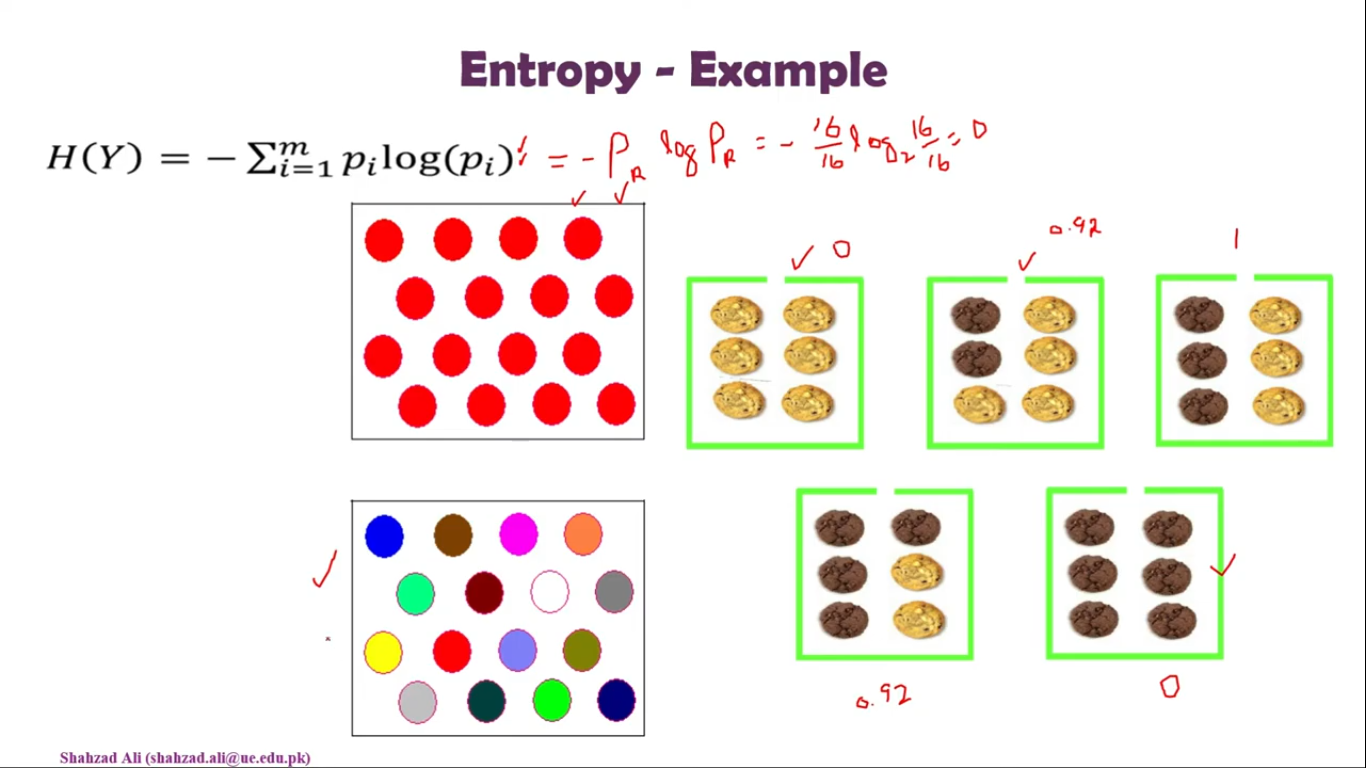 Entropy - Example
H(Y) = −∑ᵢ₌₁ᵐ pᵢlog(pᵢ) = - P_R log P_R = - 16/16 log₂ 16/16 = 0
0
0.92
1
0.92
0
Shahzad Ali (shahzad.ali@ue.edu.pk)